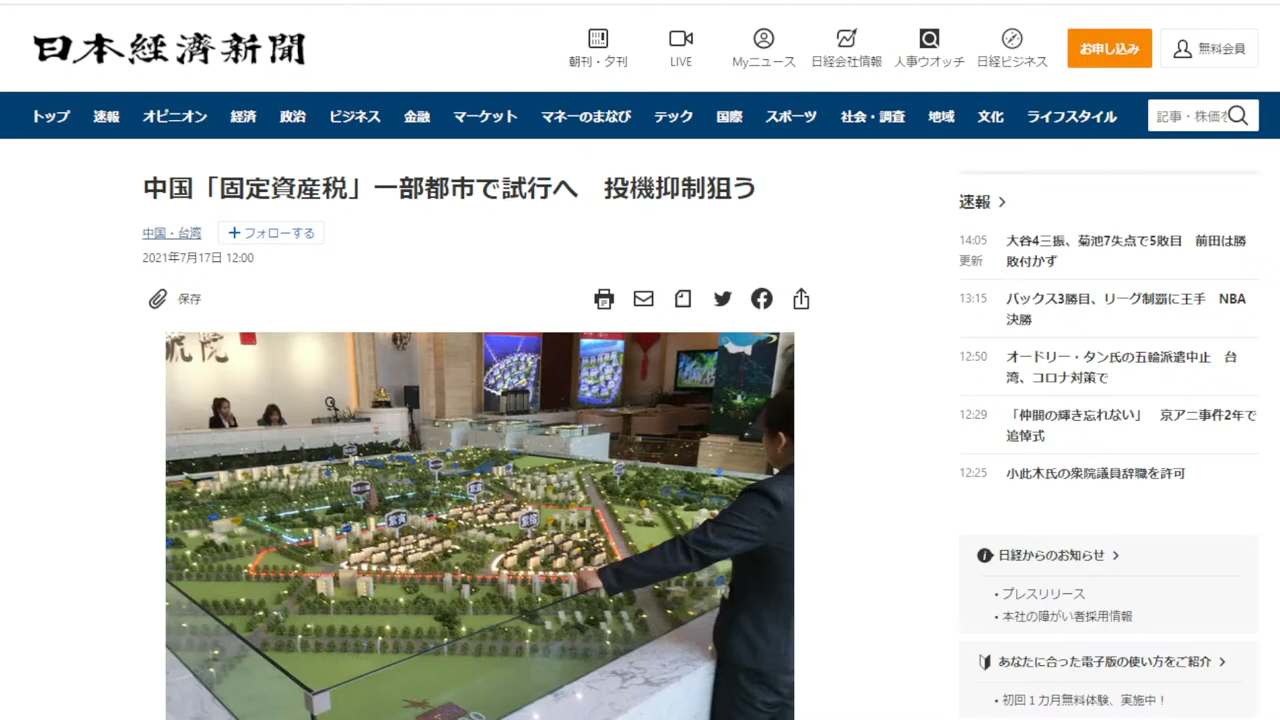 日本経済新聞
朝刊・夕刊
LIVE
Myニュース
日経会社情報
人事ウオッチ
日経ビジネス
お申し込み
無料会員
トップ 速報 オピニオン 経済 政治 ビジネス 金融 マーケット マネーのまなび テック 国際 スポーツ 社会・調査 地域 文化 ライフスタイル
記事・株価を
中国「固定資産税」一部都市で試行へ 投機抑制狙う
中国・台湾
+フォローする
2021年7月17日 12:00
保存
紫寓
速報
14:05
更新
大谷4三振、菊池7失点で5敗目 前田は勝
敗付かず
13:15
バックス3勝目、リーグ制覇に王手 NBA
決勝
12:50
オードリー・タン氏の五輪派遣中止 台
湾、コロナ対策で
12:29
「仲間の輝き忘れない」 京アニ事件2年で
追悼式
12:25
小此木氏の衆院議員辞職を許可
日経からのお知らせ
・プレスリリース
・本社の障がい者採用情報
あなたに合った電子版の使い方をご紹介
・初回１カ月無料体験、実施中！